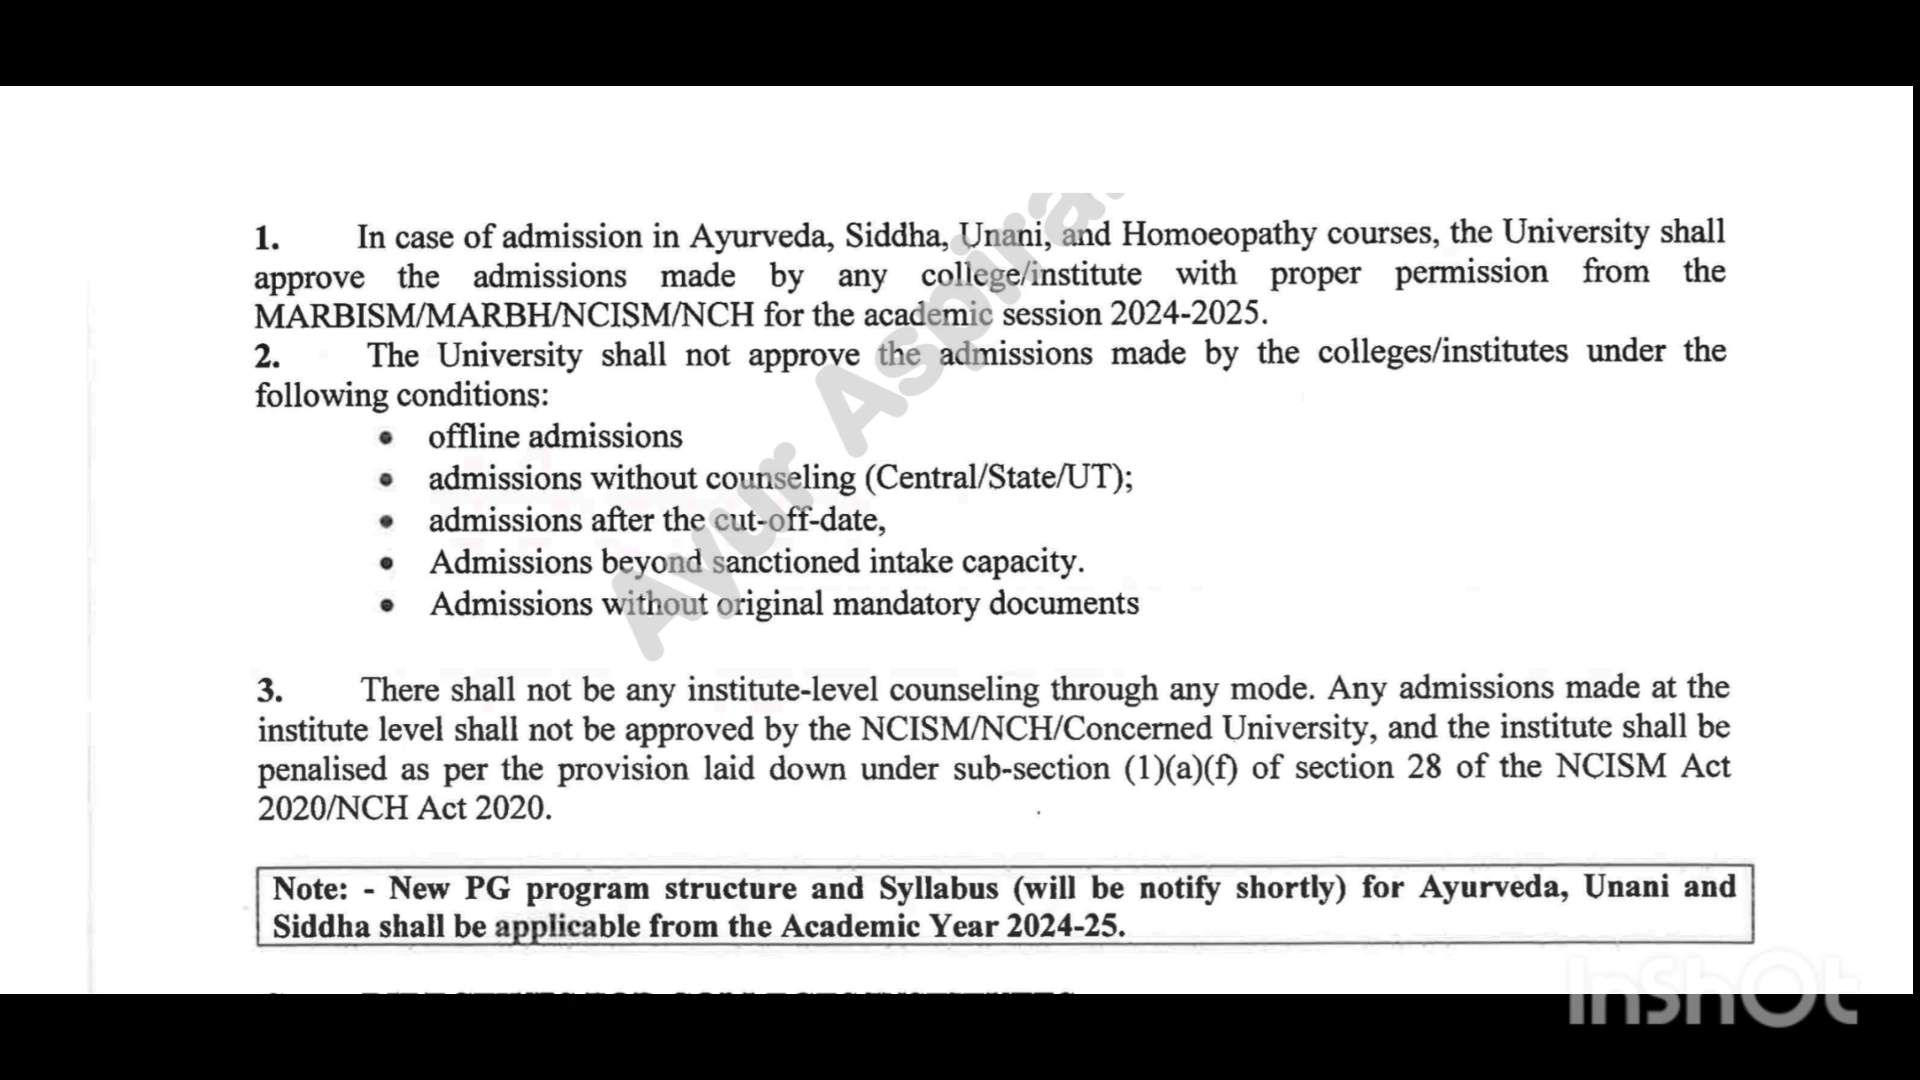 1. In case of admission in Ayurveda, Siddha, Unani, and Homoeopathy courses, the University shall
approve the admissions made by any college/institute with proper permission from the
MARBISM/MARBH/NCISM/NCH for the academic session 2024-2025.
2. The University shall not approve the admissions made by the colleges/institutes under the
following conditions:
• offline admissions
• admissions without counseling (Central/State/UT);
• admissions after the cut-off-date,
• Admissions beyond sanctioned intake capacity.
• Admissions without original mandatory documents
Ayur
3. There shall not be any institute-level counseling through any mode. Any admissions made at the
institute level shall not be approved by the NCISM/NCH/Concerned University, and the institute shall be
penalised as per the provision laid down under sub-section (1)(a)(f) of section 28 of the NCISM Act
2020/NCH Act 2020.
Note: - New PG program structure and Syllabus (will be notify shortly) for Ayurveda, Unani and
Siddha shall be applicable from the Academic Year 2024-25.
InShOt